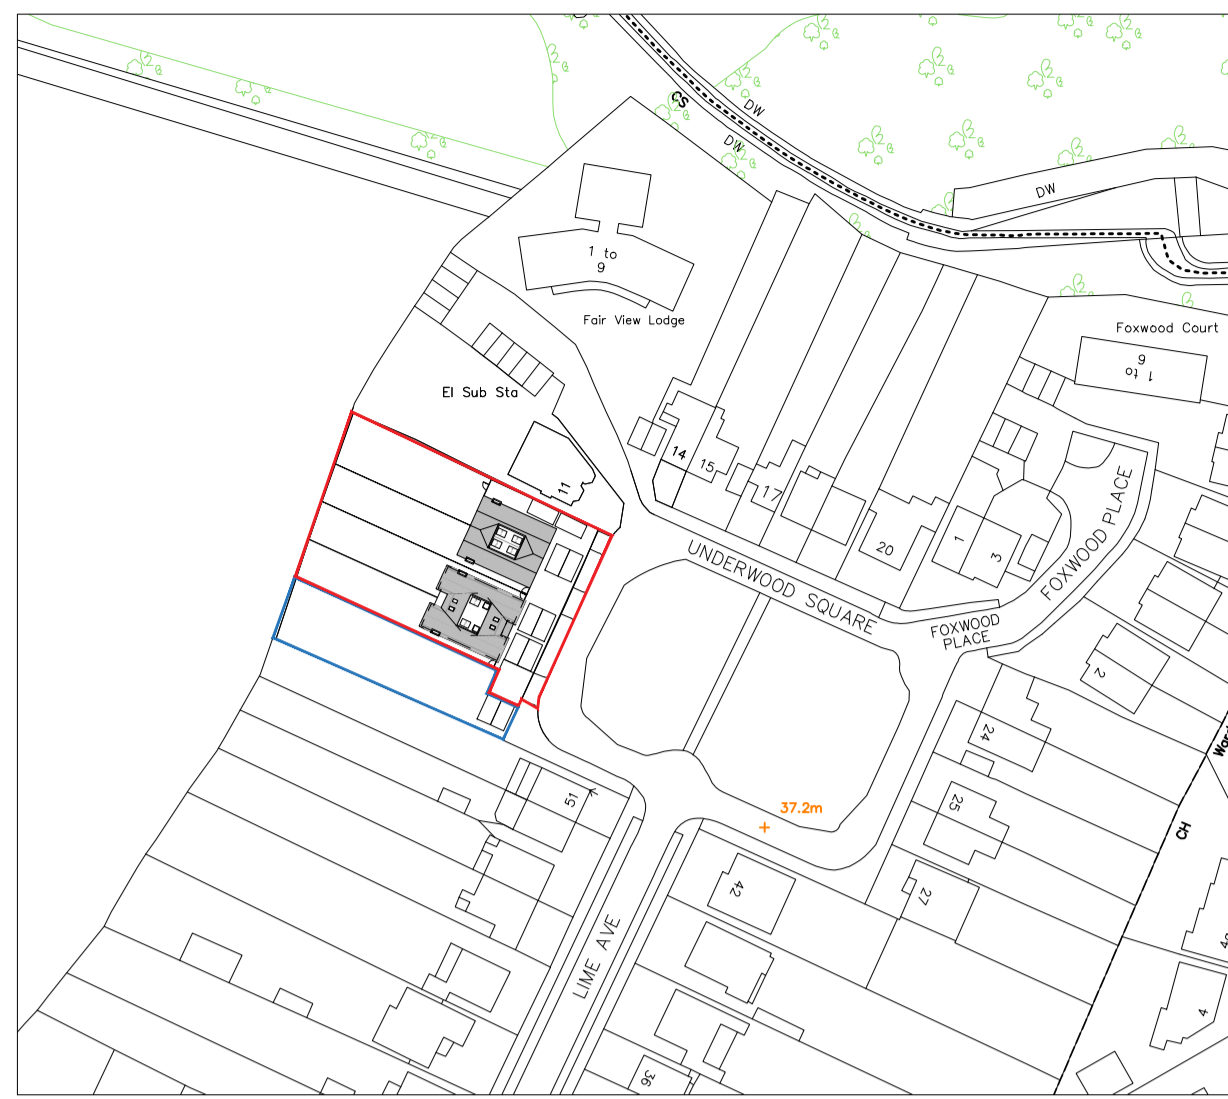 CS
DW
DW
DW
1 to
9
Fair View Lodge
Foxwood Court
1 to
6
El Sub Sta
11
14
15
17
20
1
3
FOXWOOD PLACE
UNDERWOOD SQUARE
FOXWOOD
PLACE
2
24
25
27
37.2m
51
42
CH
LIME AVE
36
4